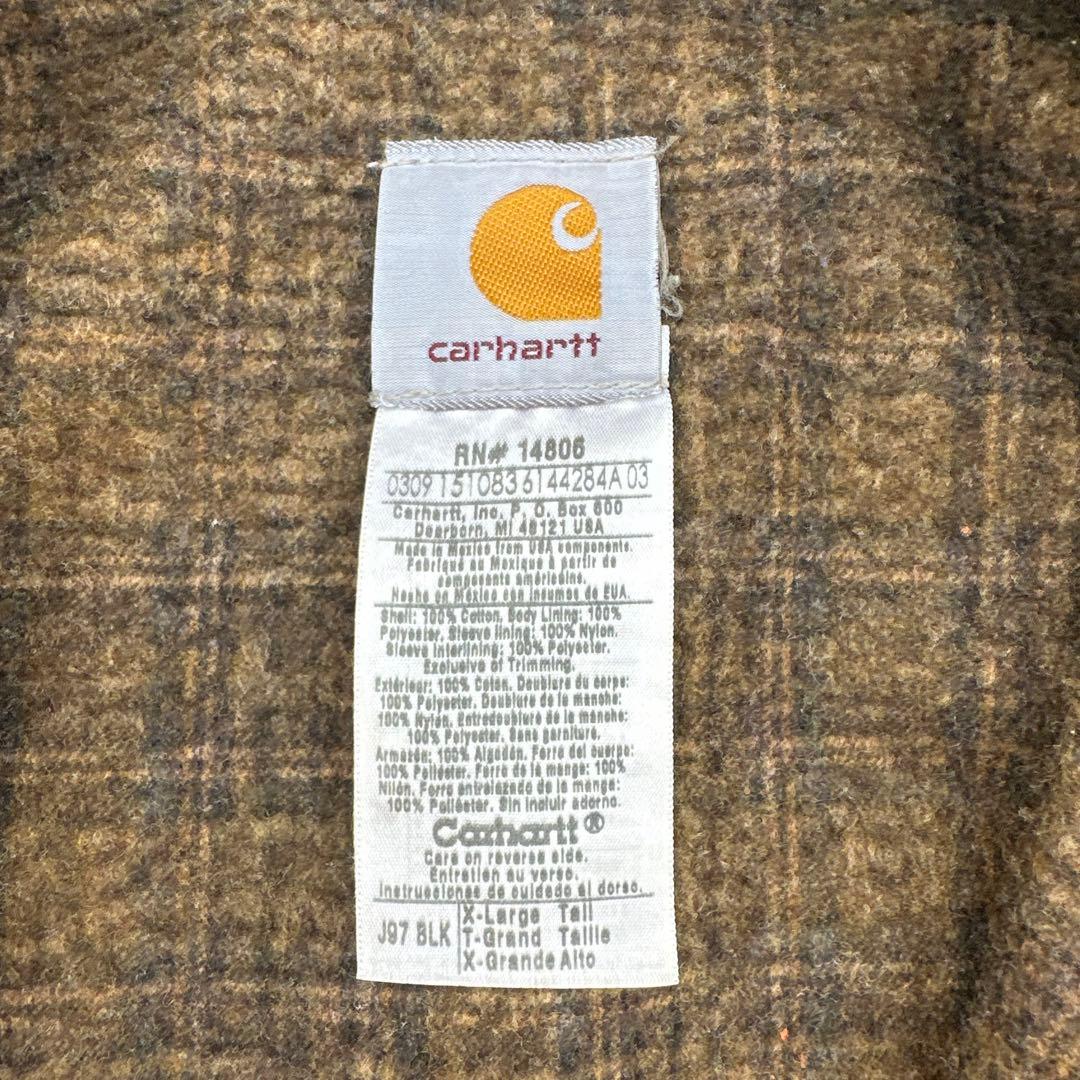 carhartt
RN# 14806
0309 151083 6144284A 03
Carhartt, Inc. P. O. Box 600
Dearborn, MI 48121 USA
Made in Mexico from USA components.
Fabriqué au Mexique à partir de
composants américains.
Hecho en México con insumos de EUA.
Shell: 100% Cotton. Body Lining: 100%
Polyester. Sleeve lining: 100% Nylon.
Sleeve Interlining: 100% Polyester.
Exclusive of Trimming.
Extérieur: 100% Coton. Doublure du corps:
100% Polyester. Doublure de la manche:
100% Nylon. Entredoublure de la manche:
100% Polyester. Sans garniture.
Armazón: 100% Algodón. Forro del cuerpo:
100% Poliéster. Forro de la manga: 100%
Nilón. Forro entrelazado de la manga:
100% Poliéster. Sin incluir adorno.
Carhartt®
Care on reverse side.
Entretien au verso.
Instrucciones de cuidado al dorso.
J97 BLK
X-Large Tall
T-Grand Taille
X-Grande Alto